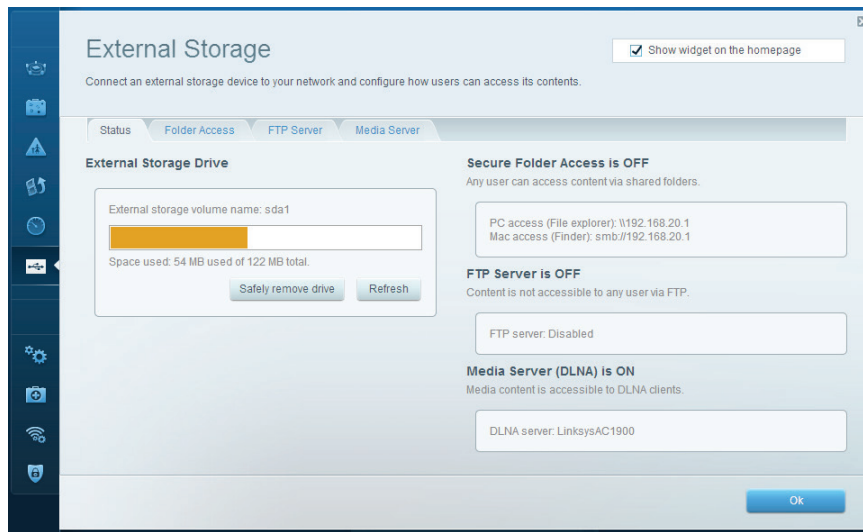 External Storage
Show widget on the homepage
Connect an external storage device to your network and configure how users can access its contents.
Status
Folder Access
FTP Server
Media Server
External Storage Drive
External storage volume name: sda1
Space used: 54 MB used of 122 MB total.
Safely remove drive
Refresh
Secure Folder Access is OFF
Any user can access content via shared folders.
PC access (File explorer): \\192.168.20.1
Mac access (Finder): smb://192.168.20.1
FTP Server is OFF
Content is not accessible to any user via FTP.
FTP server: Disabled
Media Server (DLNA) is ON
Media content is accessible to DLNA clients.
DLNA server: LinksysAC1900
Ok